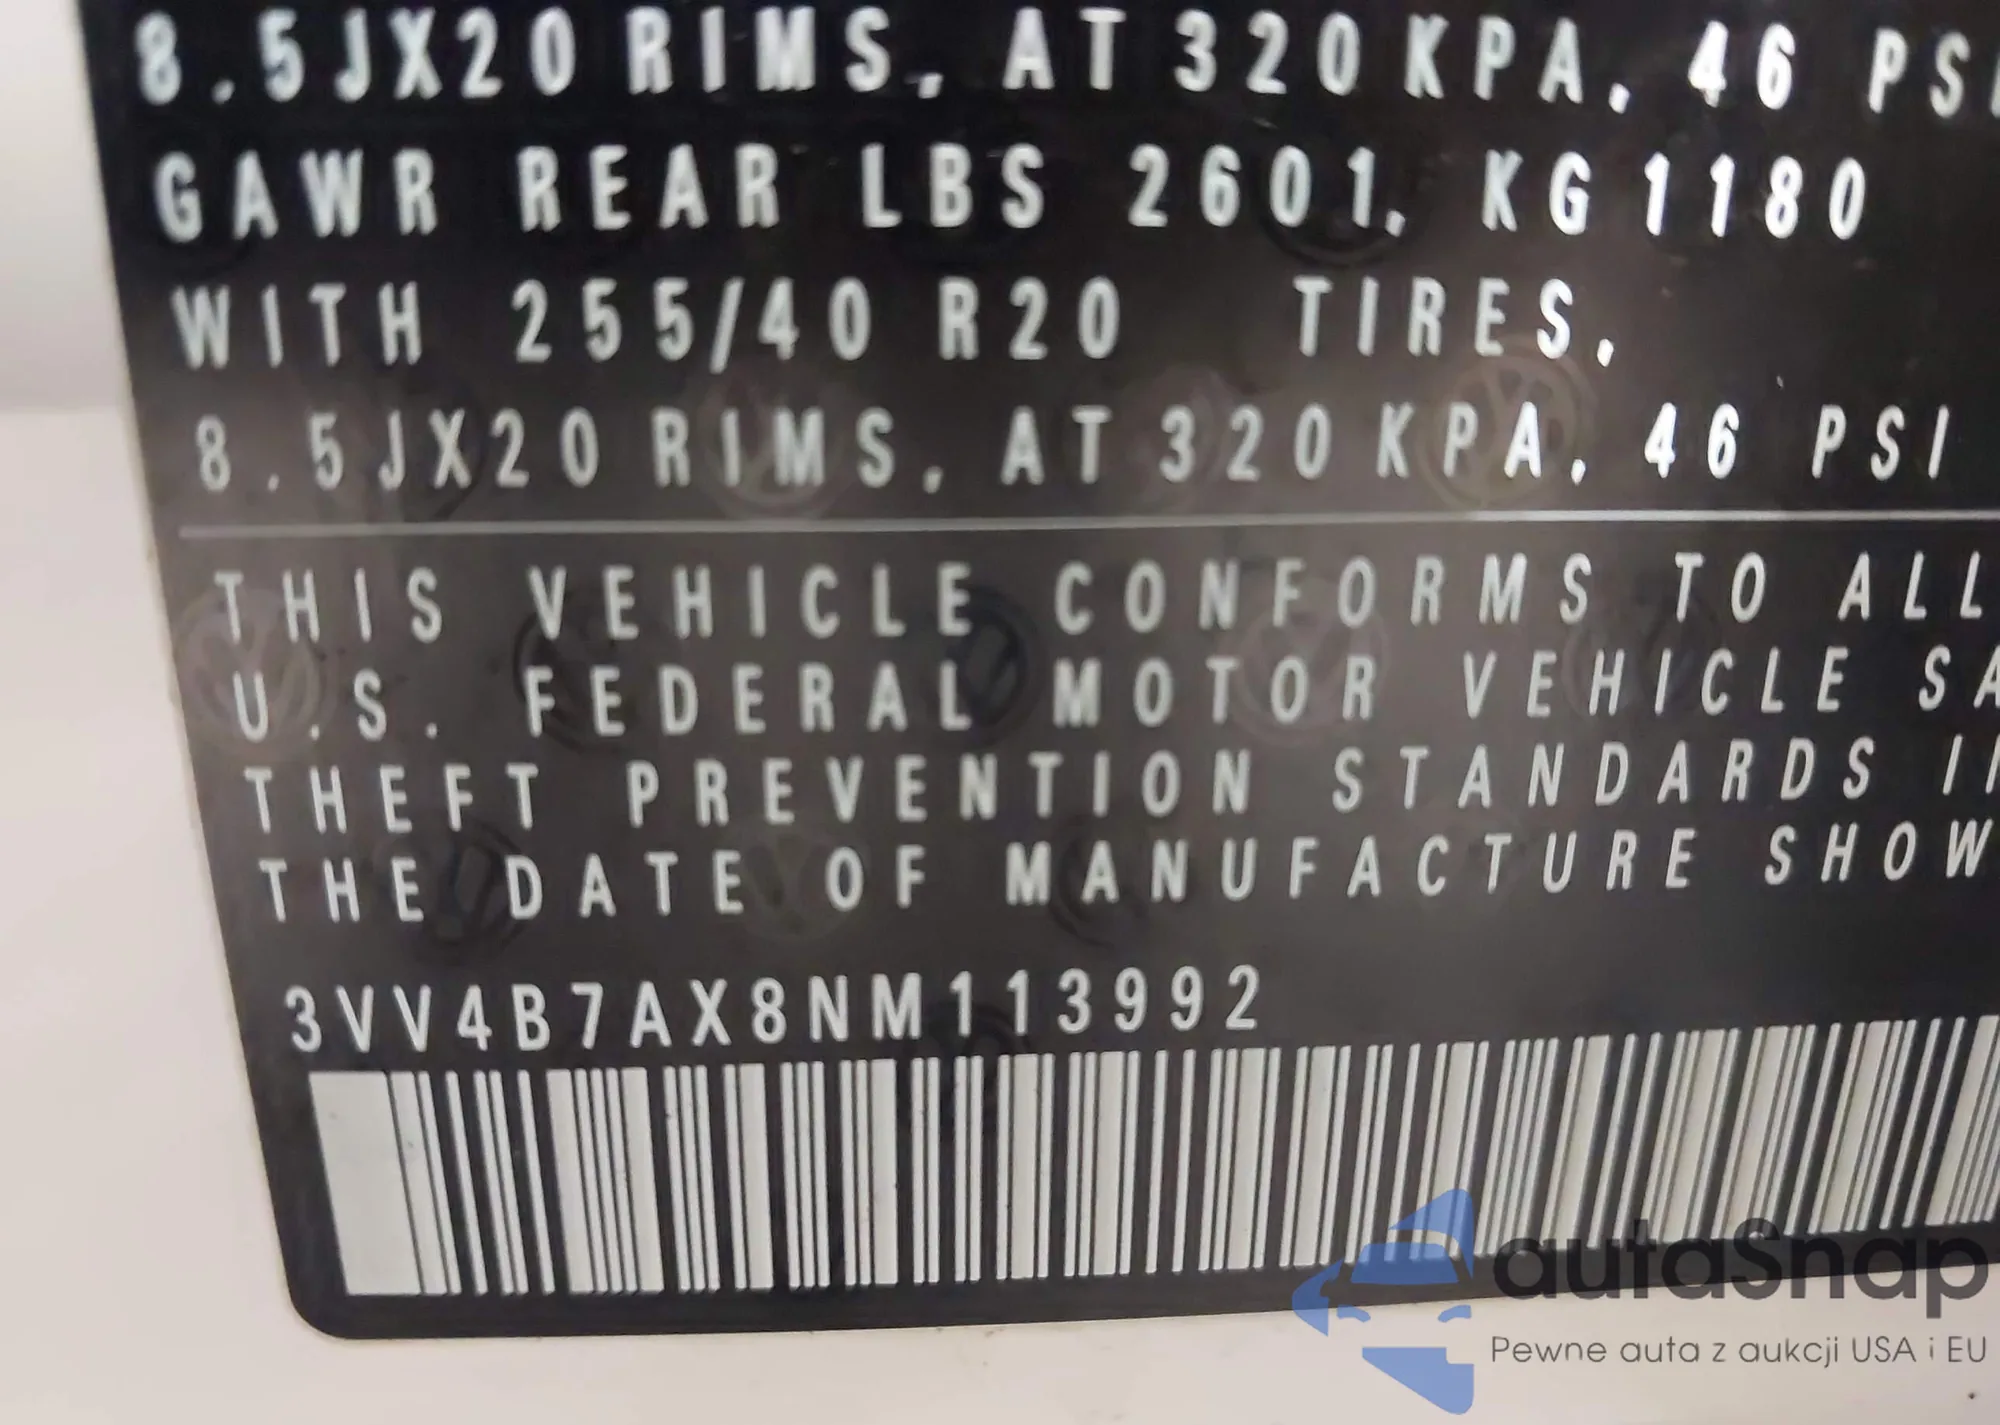 8.5JX20 RIMS, AT 320 KPA, 46 PSI
GAWR REAR LBS 2601, KG 1180
WITH 255/40 R20 TIRES,
8.5JX20 RIMS, AT 320 KPA, 46 PSI
THIS VEHICLE CONFORMS TO ALL
U.S. FEDERAL MOTOR VEHICLE SA
THEFT PREVENTION STANDARDS I
THE DATE OF MANUFACTURE SHOW
3VV4B7AX8NM113992
autaSnap
Pewne auta z aukcji USA i EU